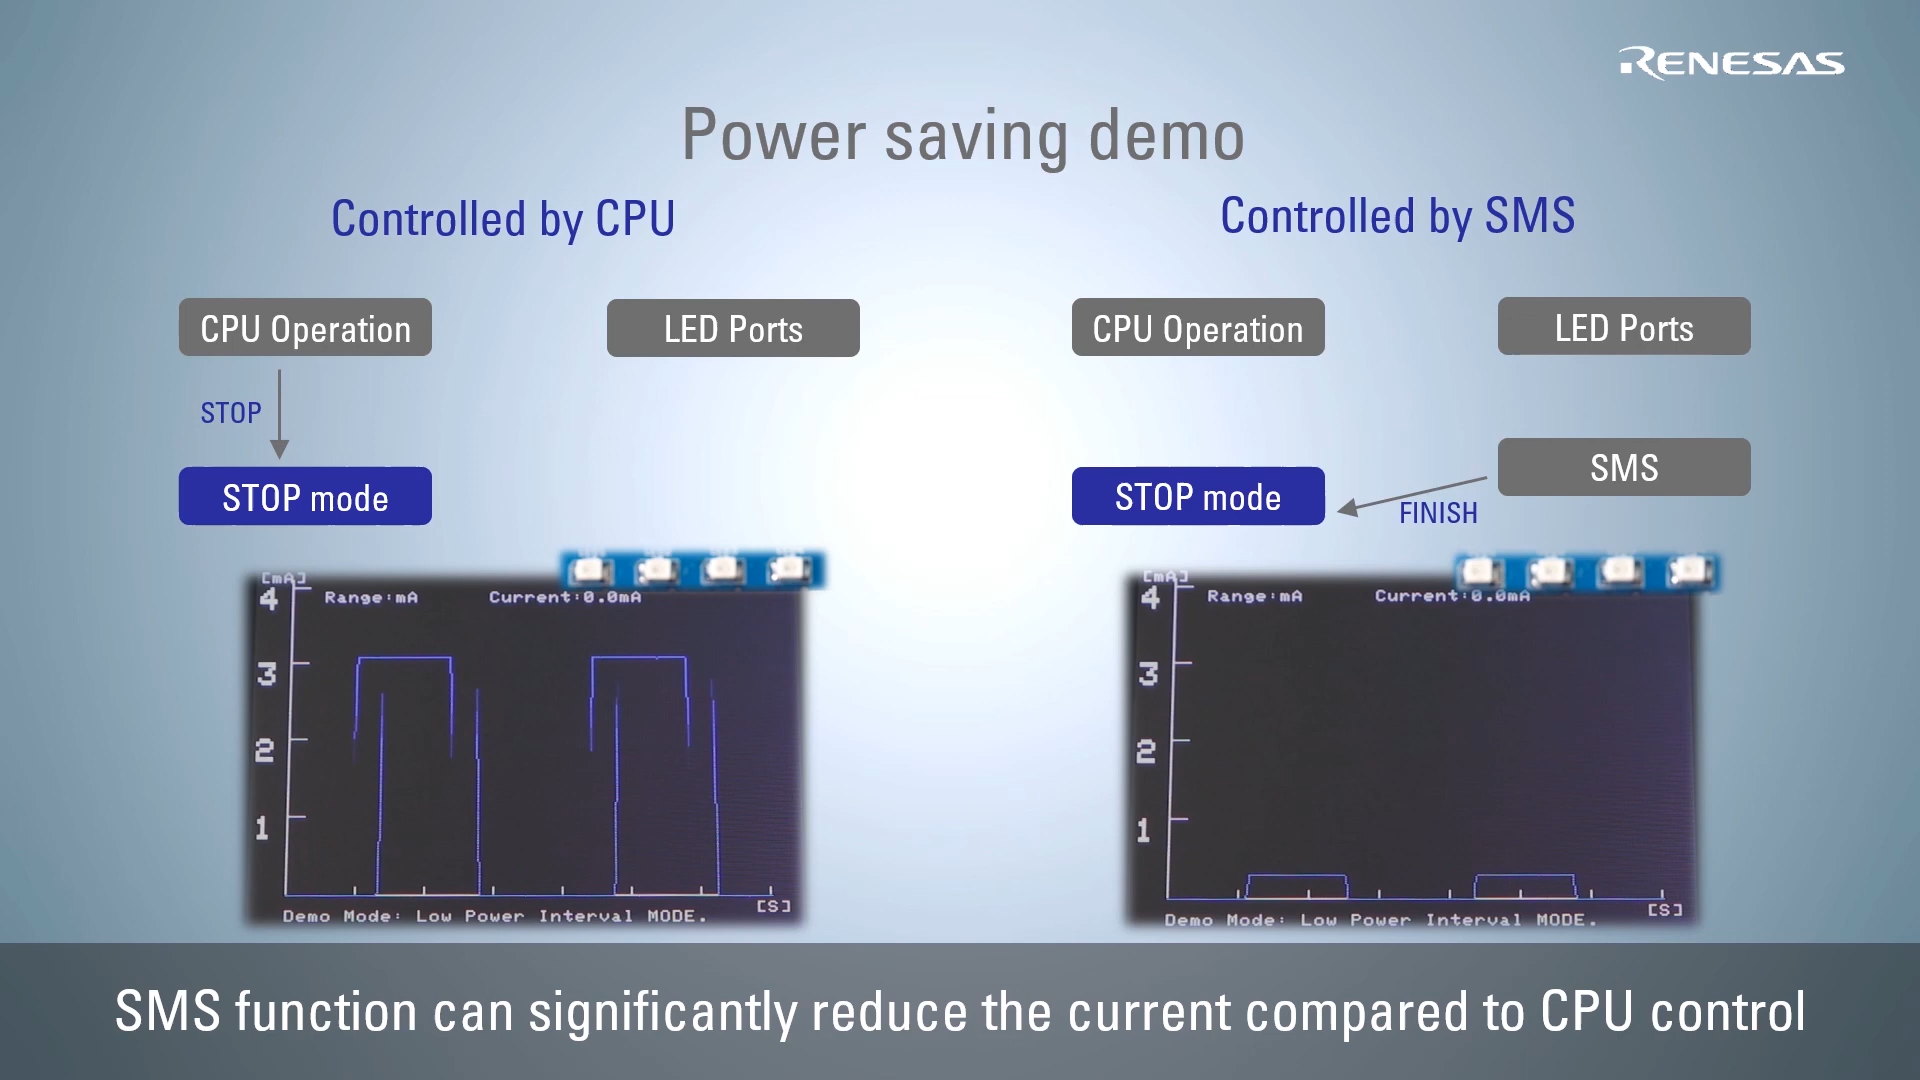 RENESAS
Power saving demo
Controlled by CPU
CPU Operation
LED Ports
STOP
STOP mode
[mA]
Range:mA Current:0.0mA
4
3
2
1
[S]
Demo Mode: Low Power Interval MODE.
Controlled by SMS
CPU Operation
LED Ports
SMS
STOP mode
FINISH
[mA]
Range:mA Current:0.0mA
4
3
2
1
[S]
Demo Mode: Low Power Interval MODE.
SMS function can significantly reduce the current compared to CPU control